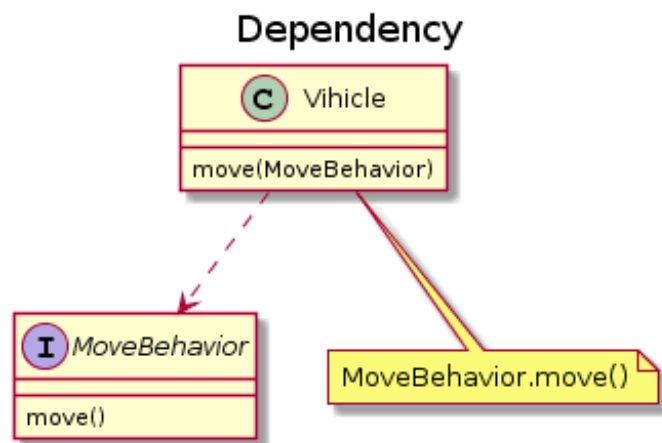 Dependency
C Vihicle
move(MoveBehavior)
I MoveBehavior
move()
MoveBehavior.move()